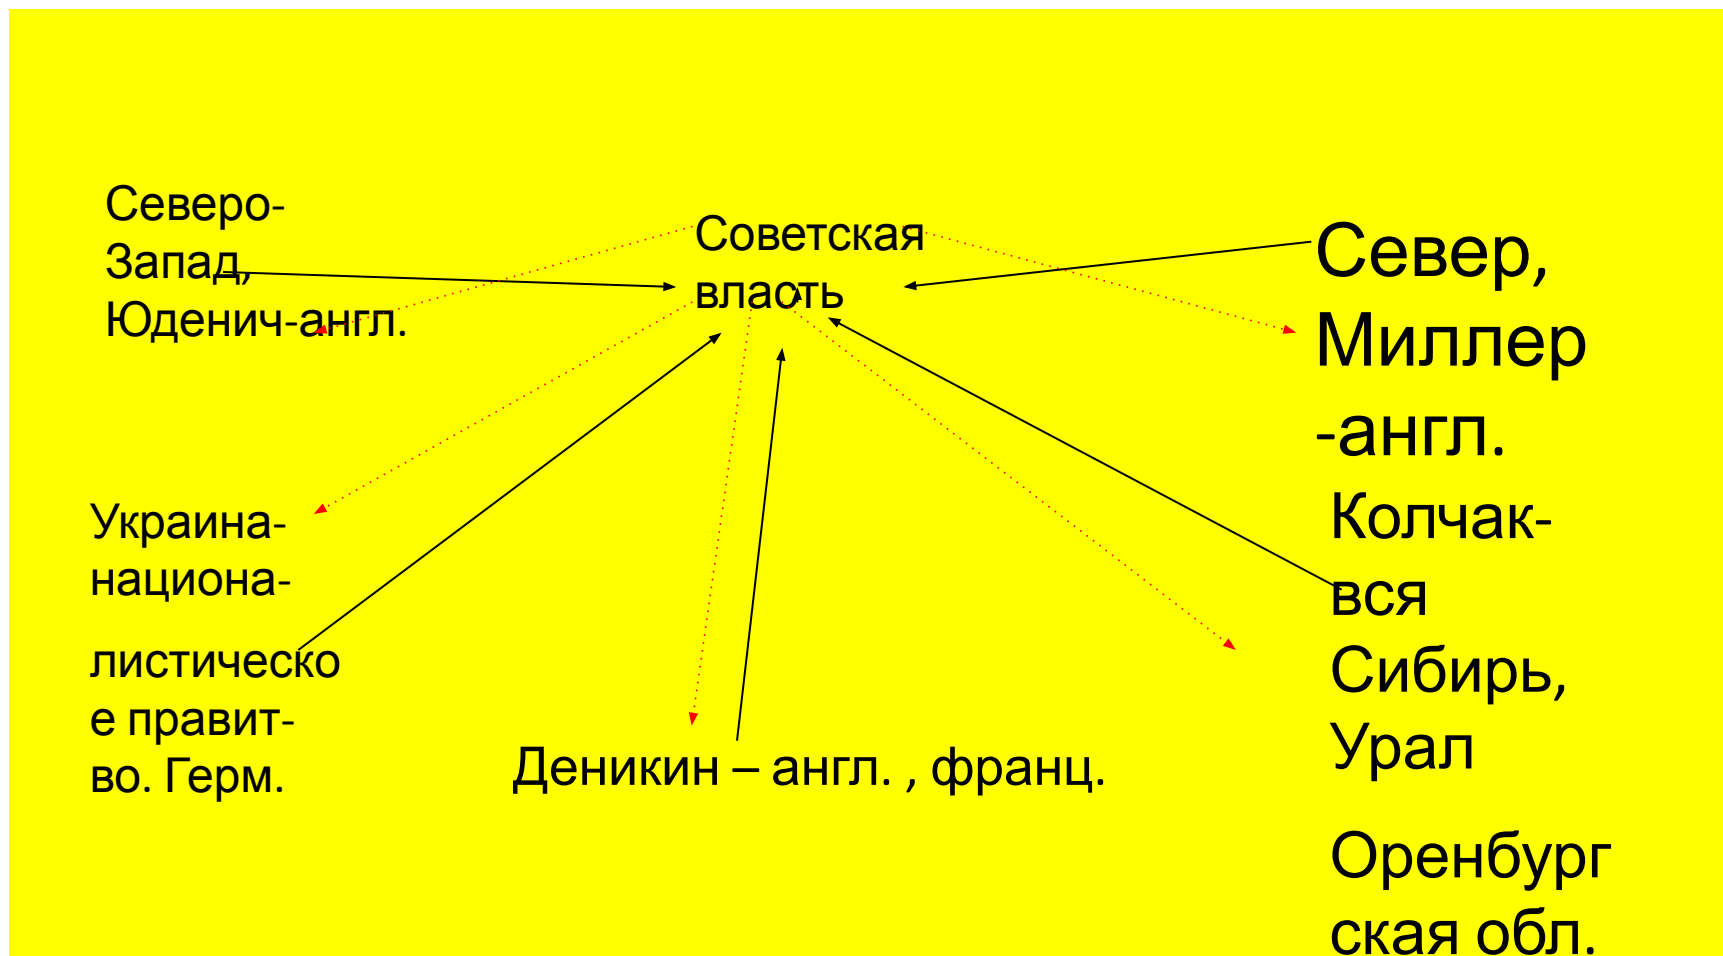 Северо-
Запад,
Юденич-англ.
Советская
власть
Север,
Миллер
-англ.
Колчак-
вся
Сибирь,
Урал
Оренбург
ская обл.
Украина-
национа-
листическо
е правит-
во. Герм.
Деникин – англ. , франц.